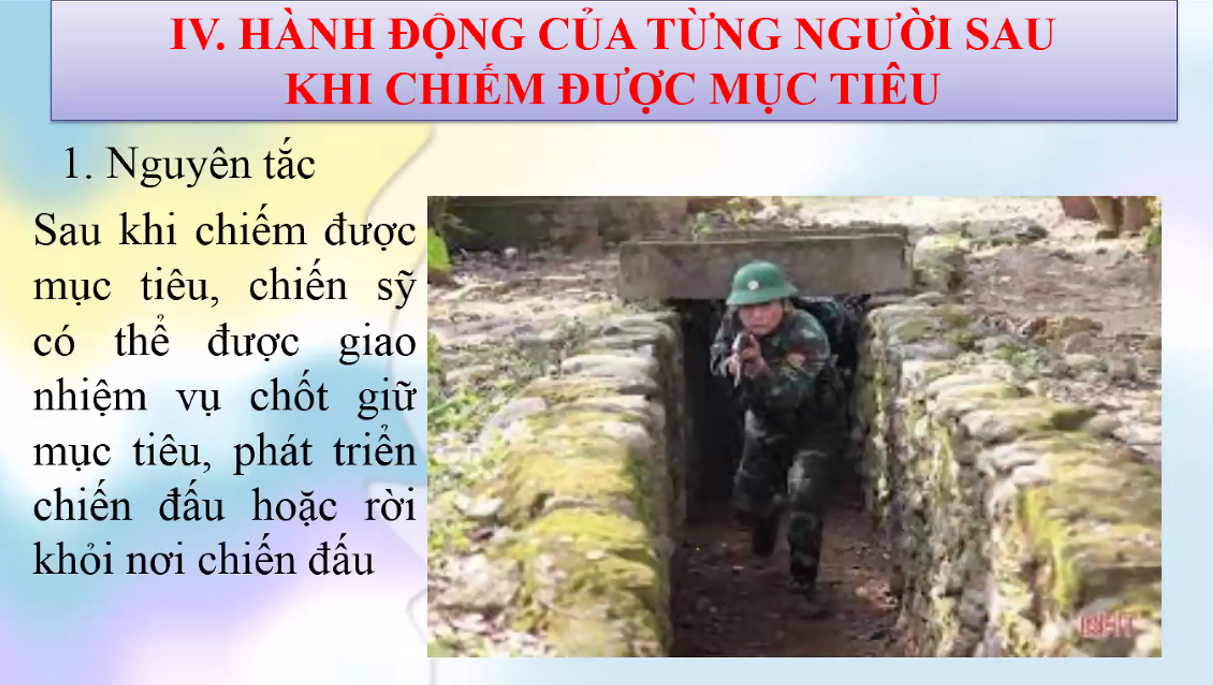 IV. HÀNH ĐỘNG CỦA TỪNG NGƯỜI SAU
KHI CHIẾM ĐƯỢC MỤC TIÊU
1. Nguyên tắc
Sau khi chiếm được
mục tiêu, chiến sỹ
có thể được giao
nhiệm vụ chốt giữ
mục tiêu, phát triển
chiến đấu hoặc rời
khỏi nơi chiến đấu